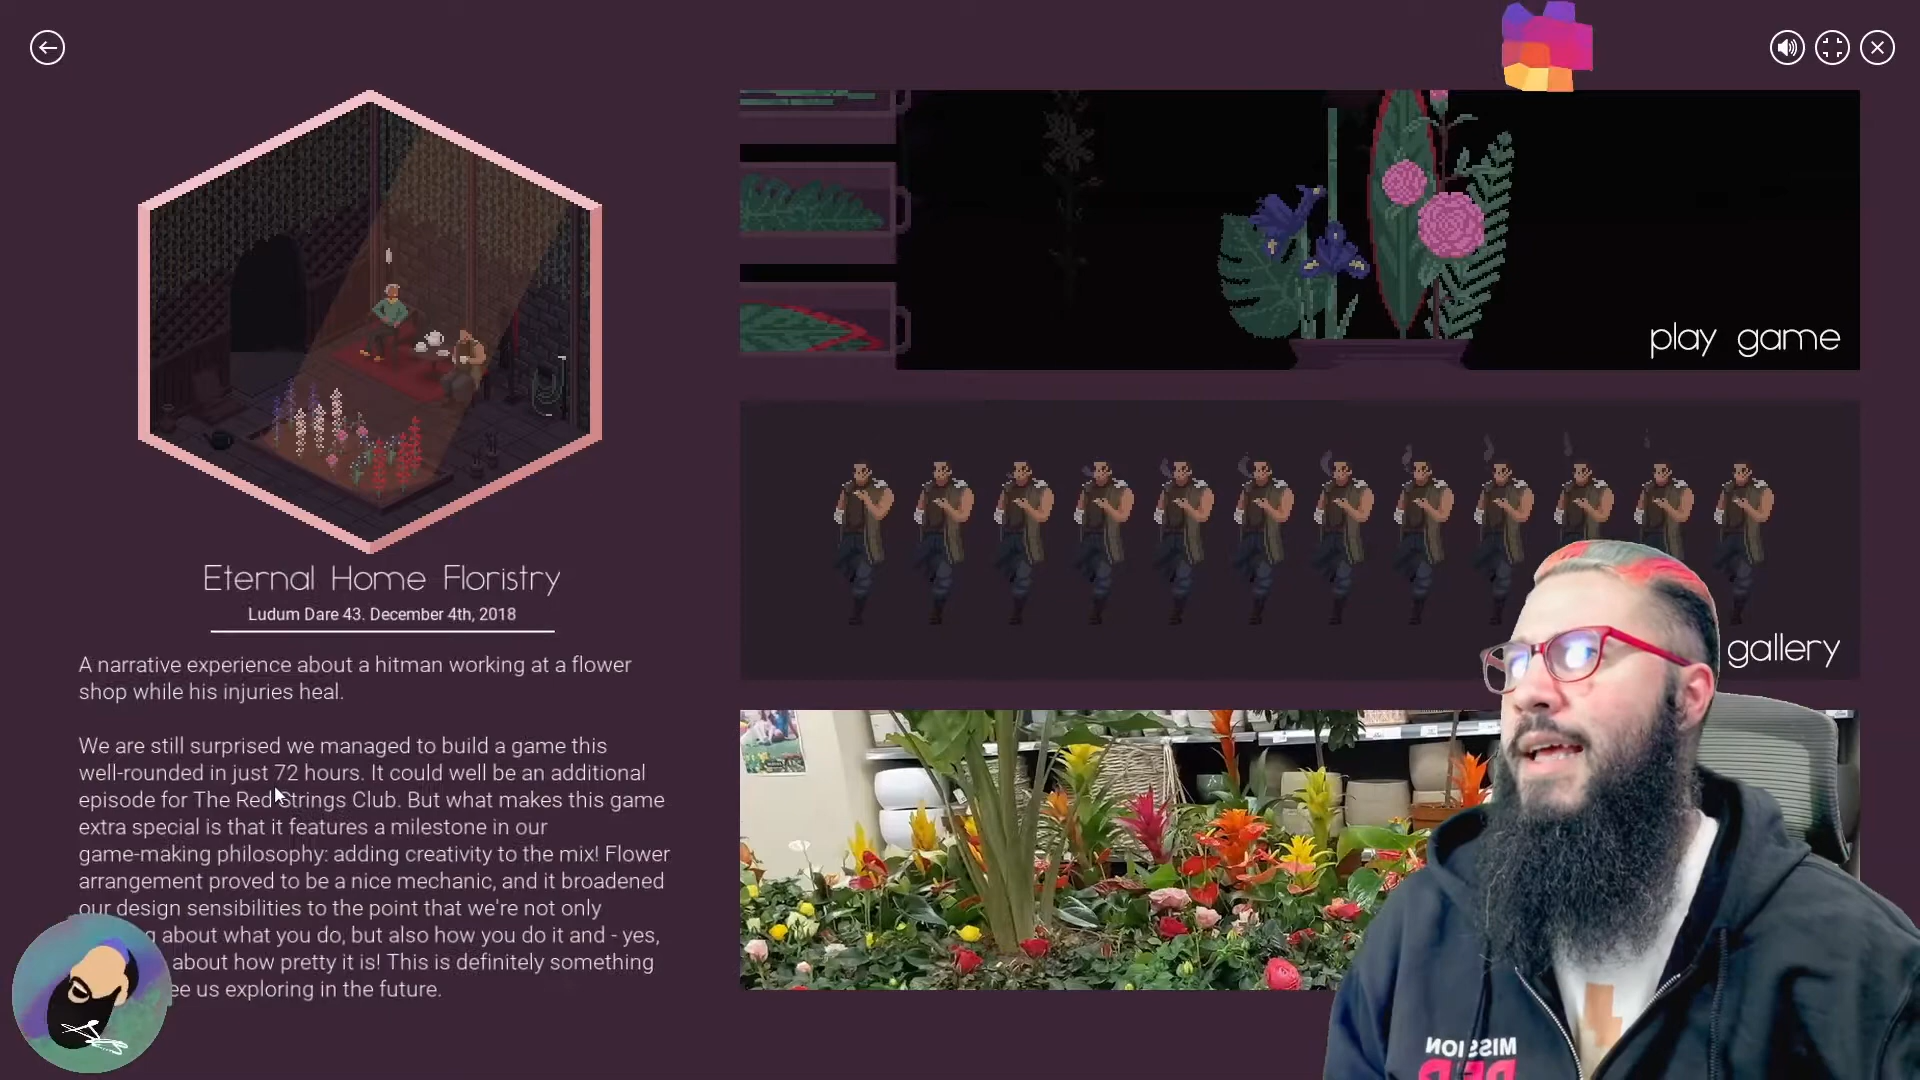 play game
Eternal Home Floristry
Ludum Dare 43. December 4th, 2018
gallery
A narrative experience about a hitman working at a flower
shop while his injuries heal.
We are still surprised we managed to build a game this
well-rounded in just 72 hours. It could well be an additional
episode for The Red Strings Club. But what makes this game
extra special is that it features a milestone in our
game-making philosophy: adding creativity to the mix! Flower
arrangement proved to be a nice mechanic, and it broadened
our design sensibilities to the point that we're not only
about what you do, but also how you do it and - yes,
about how pretty it is! This is definitely something
us exploring in the future.
MISSION